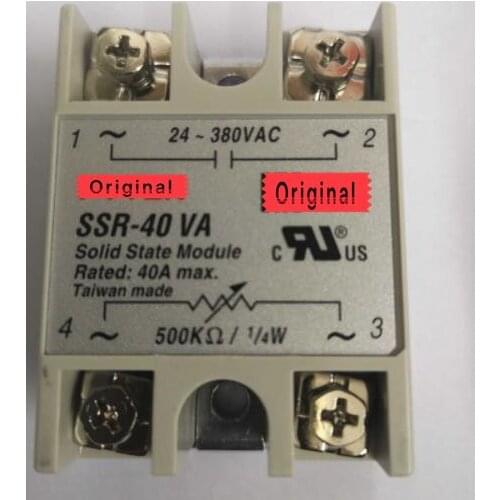 1 ~ 24 ~ 380VAC ~ 2
Original
Original
SSR-40 VA
Solid State Module
Rated: 40A max.
Taiwan made
c RU ® US
4 ~ 500KΩ / 1/4W ~ 3